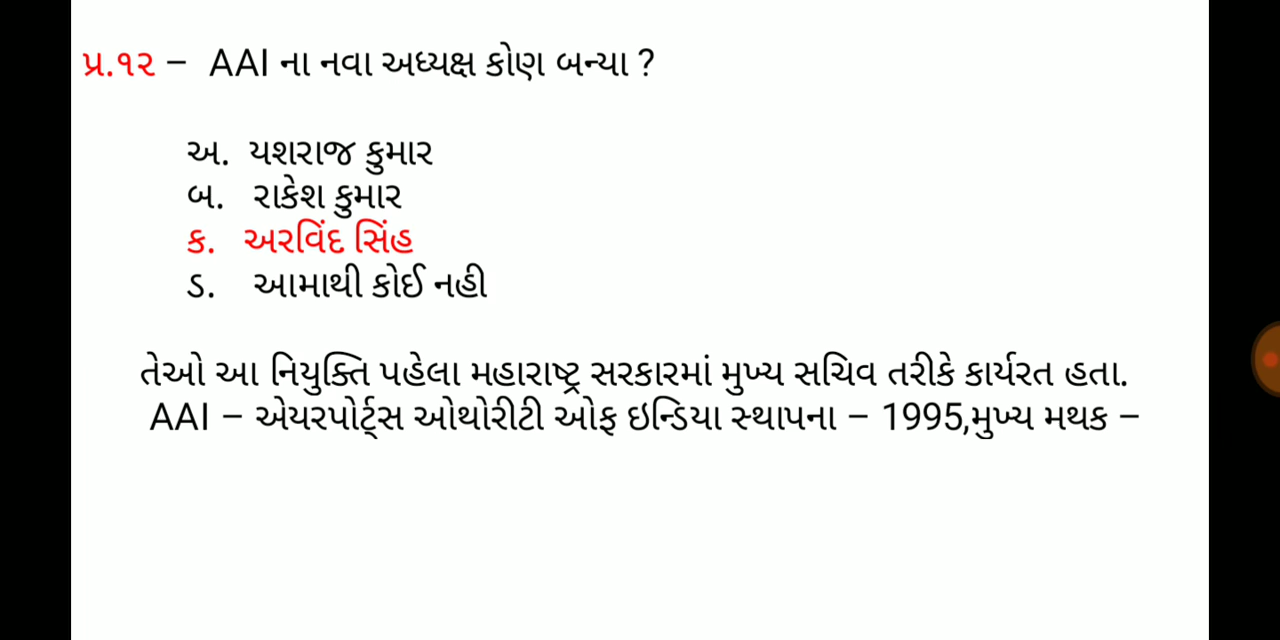 પ્ર.૧૨ – AAI ના નવા અધ્યક્ષ કોણ બન્યા ?
અ. યશરાજ કુમાર
બ. રાકેશ કુમાર
ક. અરવિંદ સિંહ
ડ. આમાથી કોઈ નહી
તેઓ આ નિયુક્તિ પહેલા મહારાષ્ટ્ર સરકારમાં મુખ્ય સચિવ તરીકે કાર્યરત હતા.
AAI – એયરપોર્ટ્સ ઓથોરીટી ઓફ ઇન્ડિયા સ્થાપના – 1995,મુખ્ય મથક –